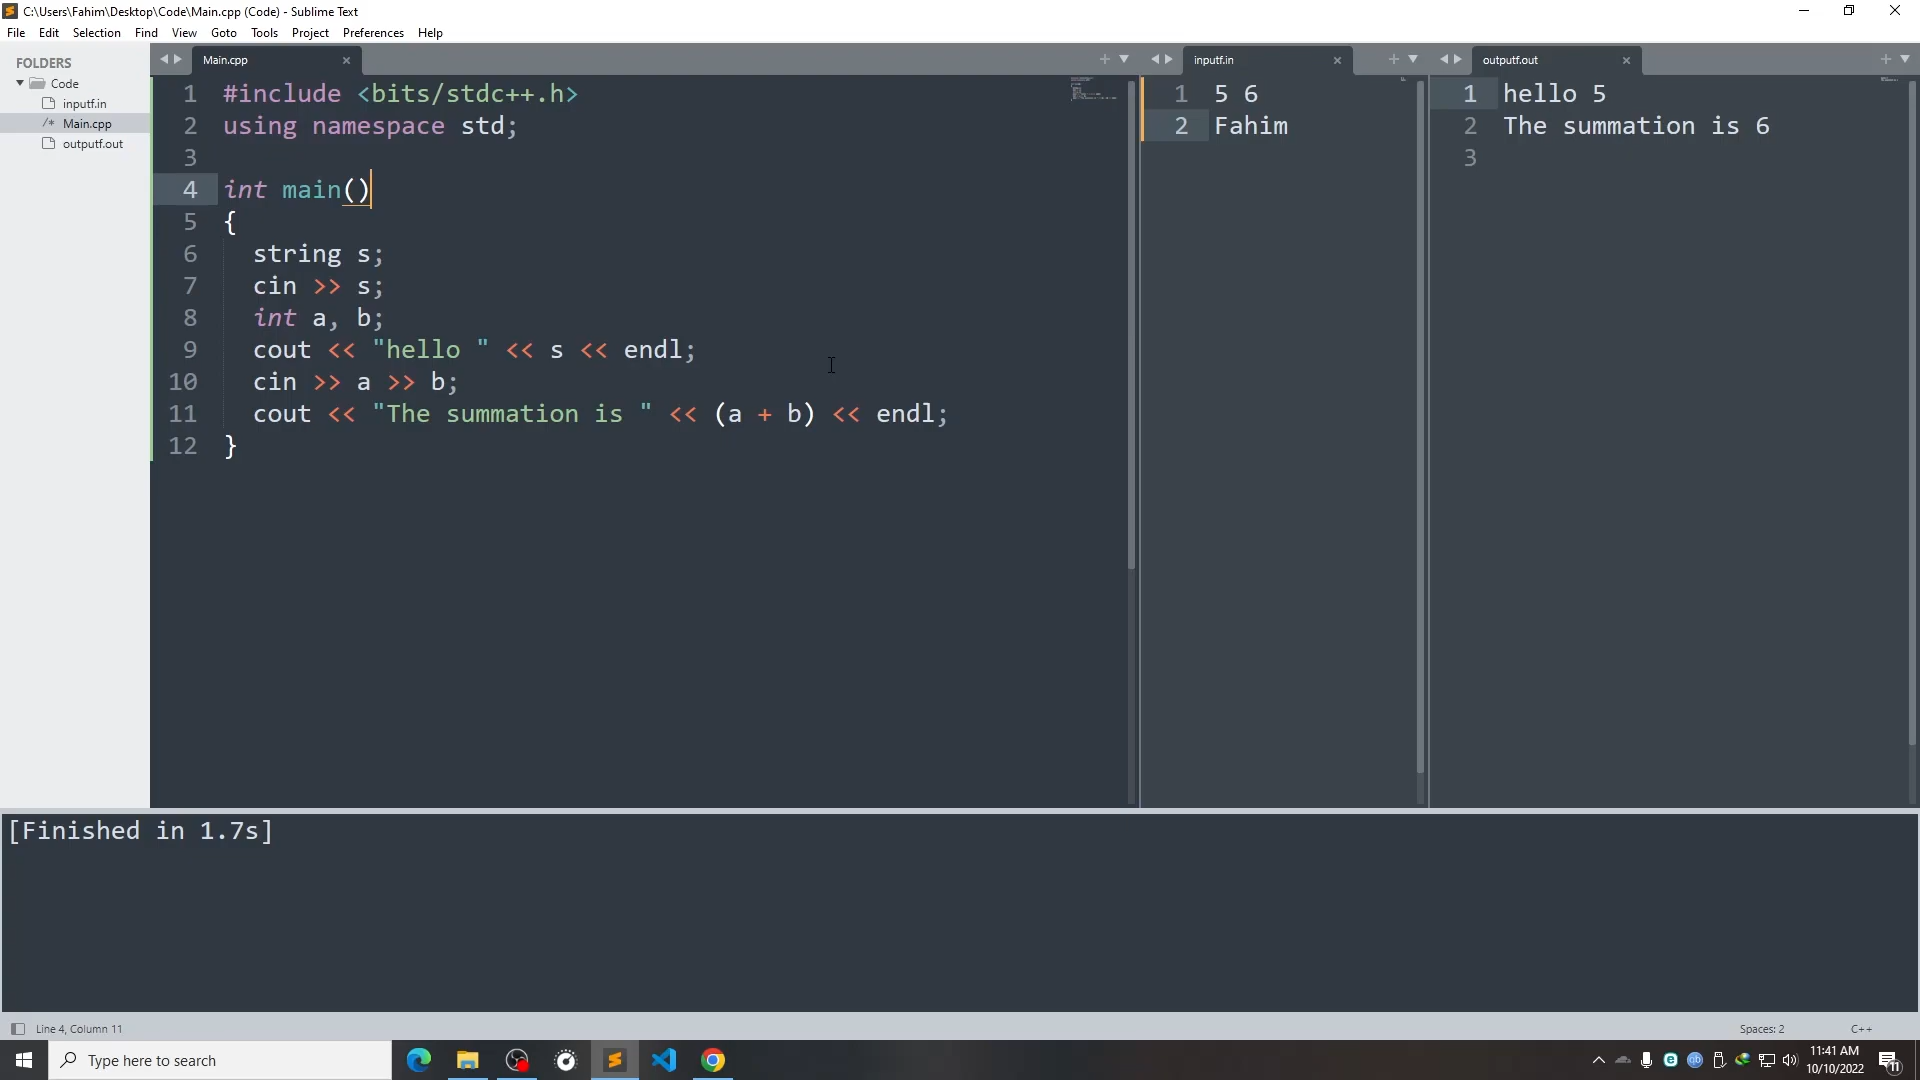 C:\Users\Fahim\Desktop\Code\Main.cpp (Code) - Sublime Text
File Edit Selection Find View Goto Tools Project Preferences Help
FOLDERS
Code
inputf.in
/* Main.cpp
outputf.out
Main.cpp
1 #include <bits/stdc++.h>
2 using namespace std;
3
4 int main()
5 {
6 string s;
7 cin >> s;
8 int a, b;
9 cout << "hello " << s << endl;
10 cin >> a >> b;
11 cout << "The summation is " << (a + b) << endl;
12 }
inputf.in
1 5 6
2 Fahim
outputf.out
1 hello 5
2 The summation is 6
3
[Finished in 1.7s]
Line 4, Column 11
Spaces: 2
C++
Type here to search
11:41 AM
10/10/2022
11